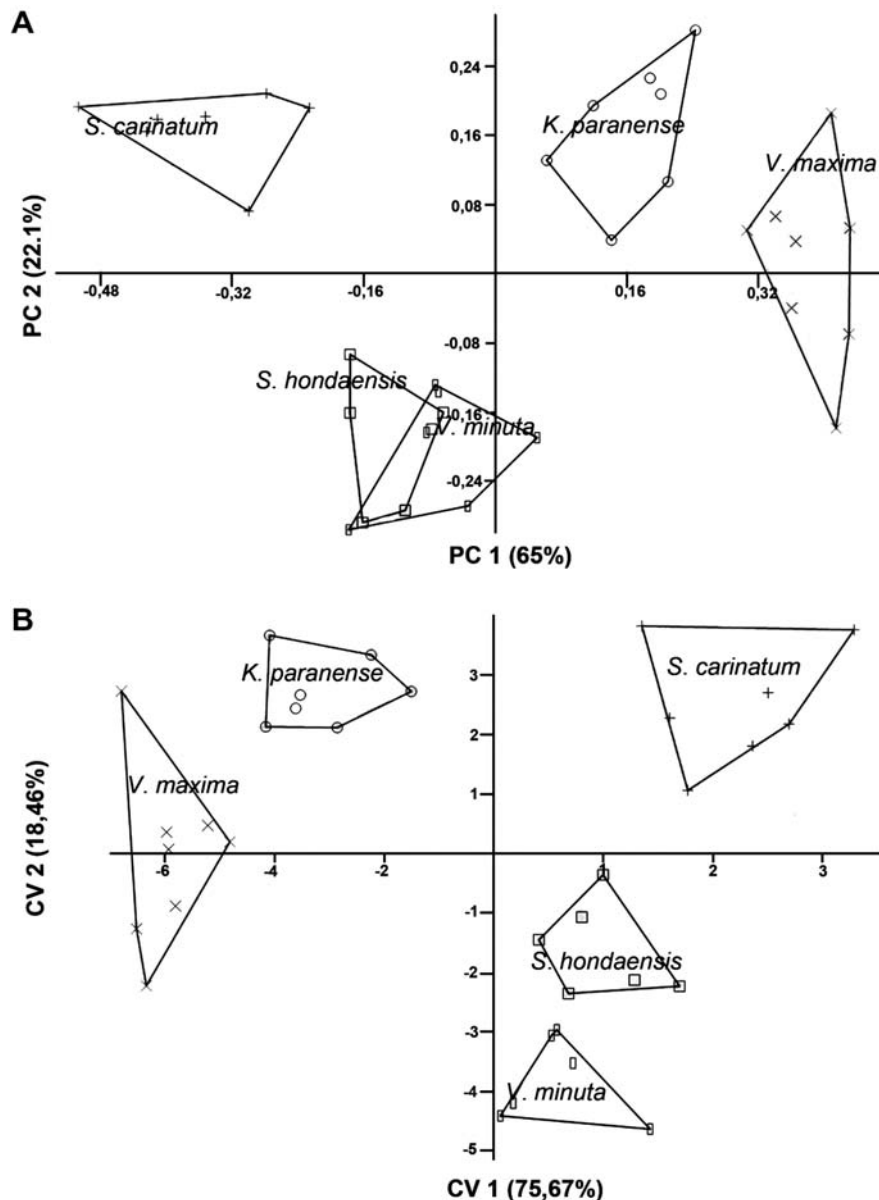 A
0,24
0,16
0,08
S. carinatum
K. paranense
V. maxima
-0,48
-0,32
-0,16
0,16
0,32
-0,08
-0,16
-0,24
S. hondaensis
V. minuta
PC 2 (22.1%)
PC 1 (65%)
B
3
2
1
K. paranense
S. carinatum
V. maxima
-6
-4
-2
1
2
3
-1
-2
-3
-4
-5
S. hondaensis
V. minuta
CV 2 (18,46%)
CV 1 (75,67%)